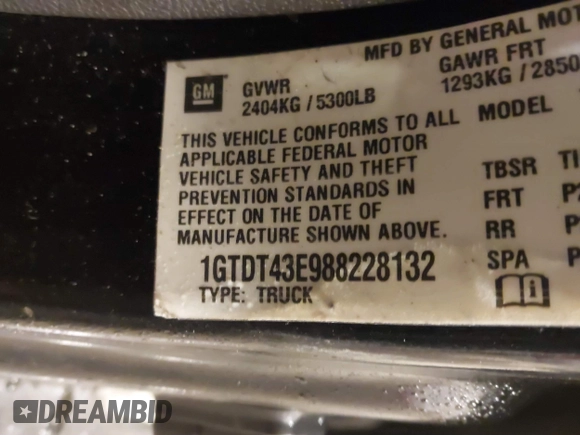 MFD BY GENERAL MOT
GM
GVWR
2404KG / 5300LB
GAWR FRT
1293KG / 2850
THIS VEHICLE CONFORMS TO ALL
APPLICABLE FEDERAL MOTOR
VEHICLE SAFETY AND THEFT
PREVENTION STANDARDS IN
EFFECT ON THE DATE OF
MANUFACTURE SHOWN ABOVE.
1GTDT43E988228132
TYPE: TRUCK
MODEL
TBSR TI
FRT P2
RR P
SPA P
DREAMBID